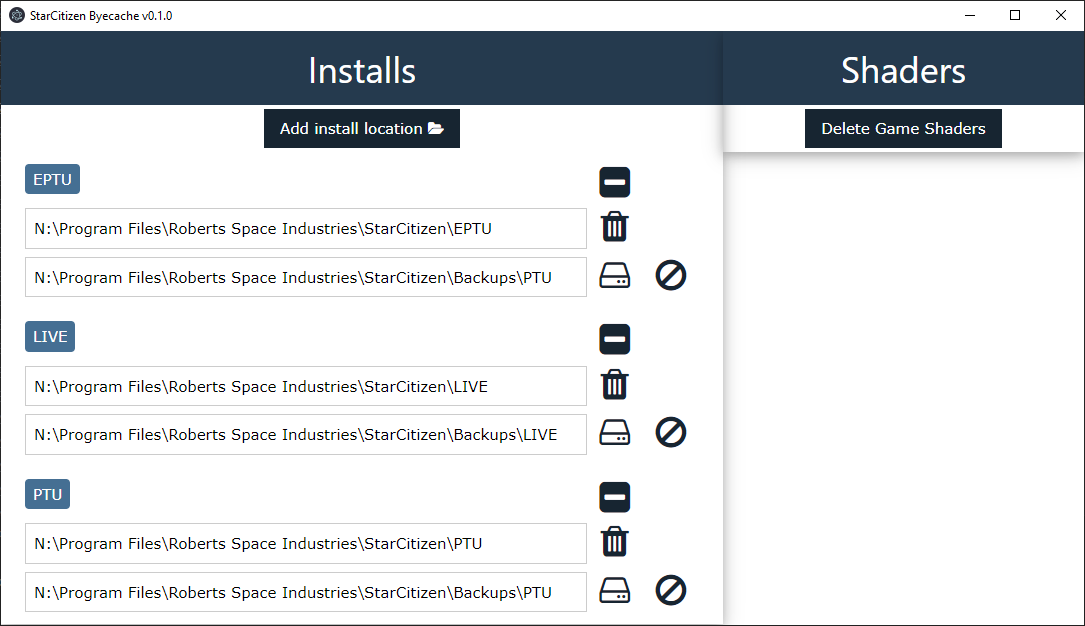 StarCitizen Byecache v0.1.0
Installs
Shaders
Add install location
Delete Game Shaders
EPTU
N:\Program Files\Roberts Space Industries\StarCitizen\EPTU
N:\Program Files\Roberts Space Industries\StarCitizen\Backups\PTU
LIVE
N:\Program Files\Roberts Space Industries\StarCitizen\LIVE
N:\Program Files\Roberts Space Industries\StarCitizen\Backups\LIVE
PTU
N:\Program Files\Roberts Space Industries\StarCitizen\PTU
N:\Program Files\Roberts Space Industries\StarCitizen\Backups\PTU